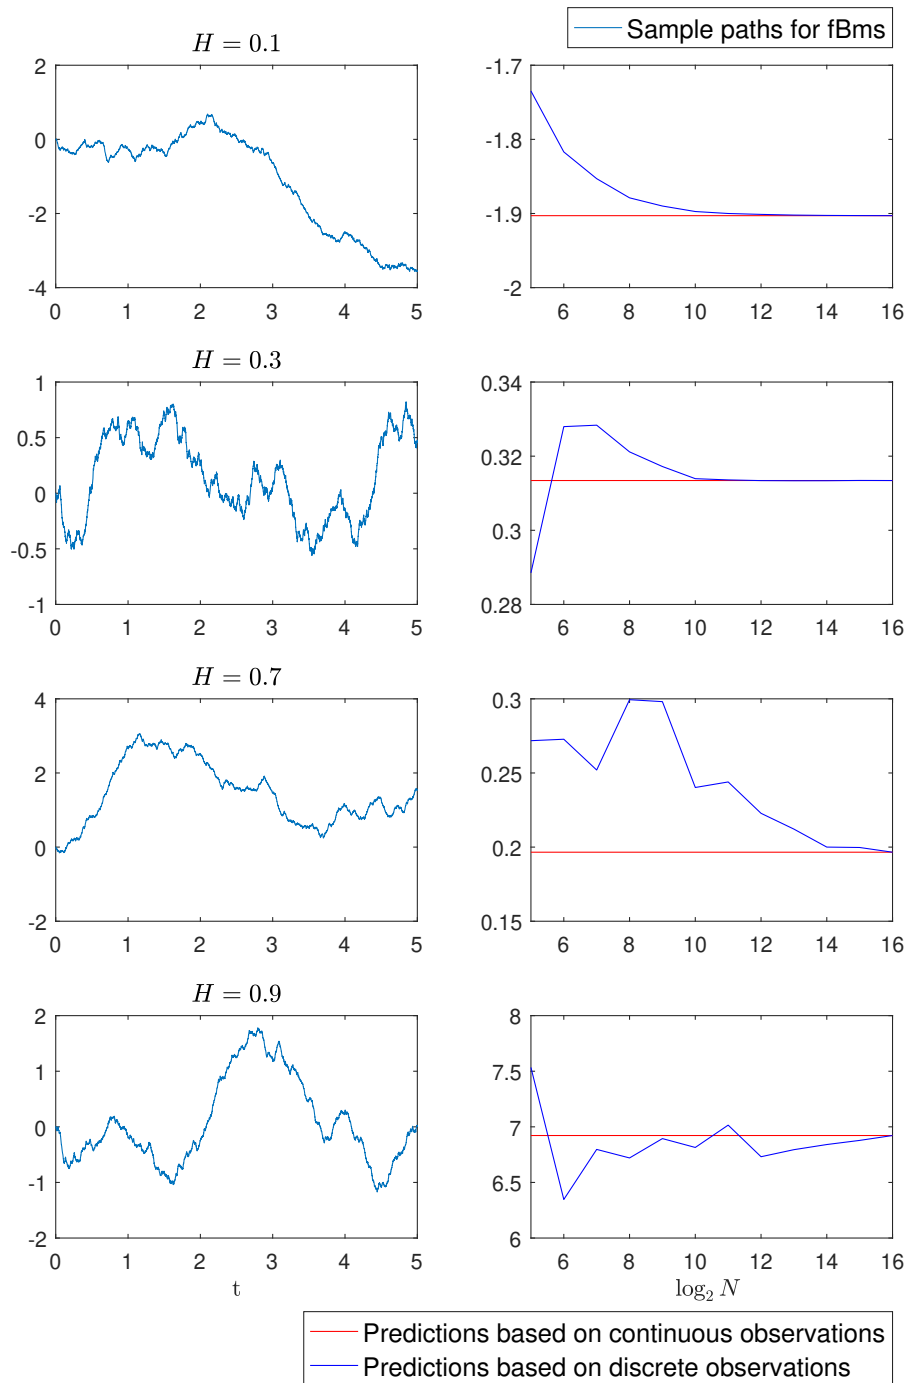 Sample paths for fBms
H = 0.1
2
0
-2
-4
0 1 2 3 4 5
-1.7
-1.8
-1.9
-2
6 8 10 12 14 16
H = 0.3
1
0.5
0
-0.5
-1
0 1 2 3 4 5
0.34
0.32
0.3
0.28
6 8 10 12 14 16
H = 0.7
4
2
0
-2
0 1 2 3 4 5
0.3
0.25
0.2
0.15
6 8 10 12 14 16
H = 0.9
2
1
0
-1
-2
0 1 2 3 4 5
t
8
7.5
7
6.5
6
6 8 10 12 14 16
log₂ N
Predictions based on continuous observations
Predictions based on discrete observations